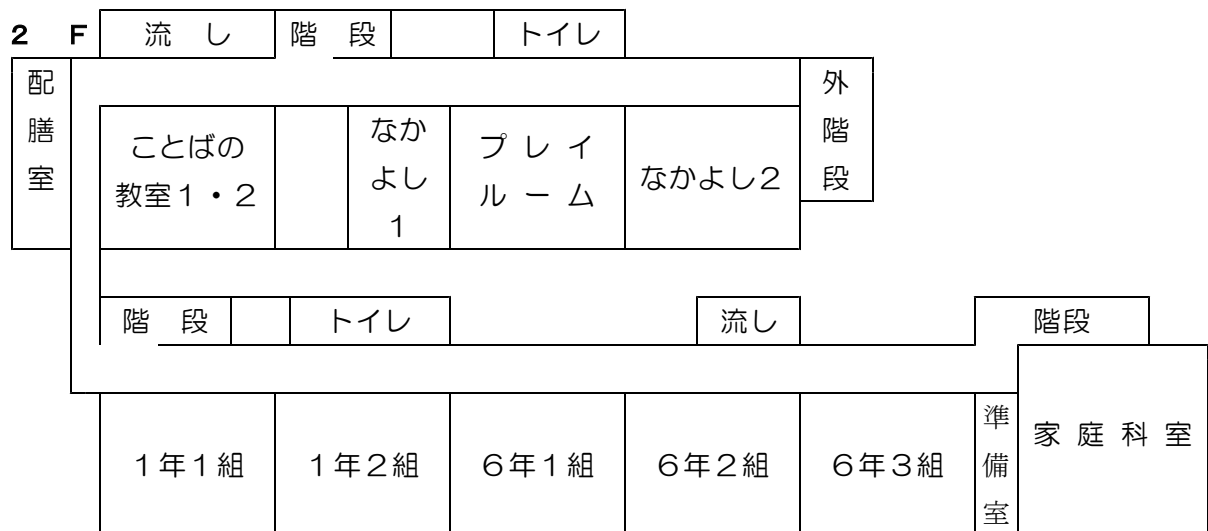 ２　Ｆ
流　し
階　段
トイレ
配膳室
外階段
ことばの
教室１・２
なか
よし
１
プ レ イ
ル ー ム
なかよし２
階　段
トイレ
流し
階段
１年１組
１年２組
６年１組
６年２組
６年３組
準備室
家 庭 科 室